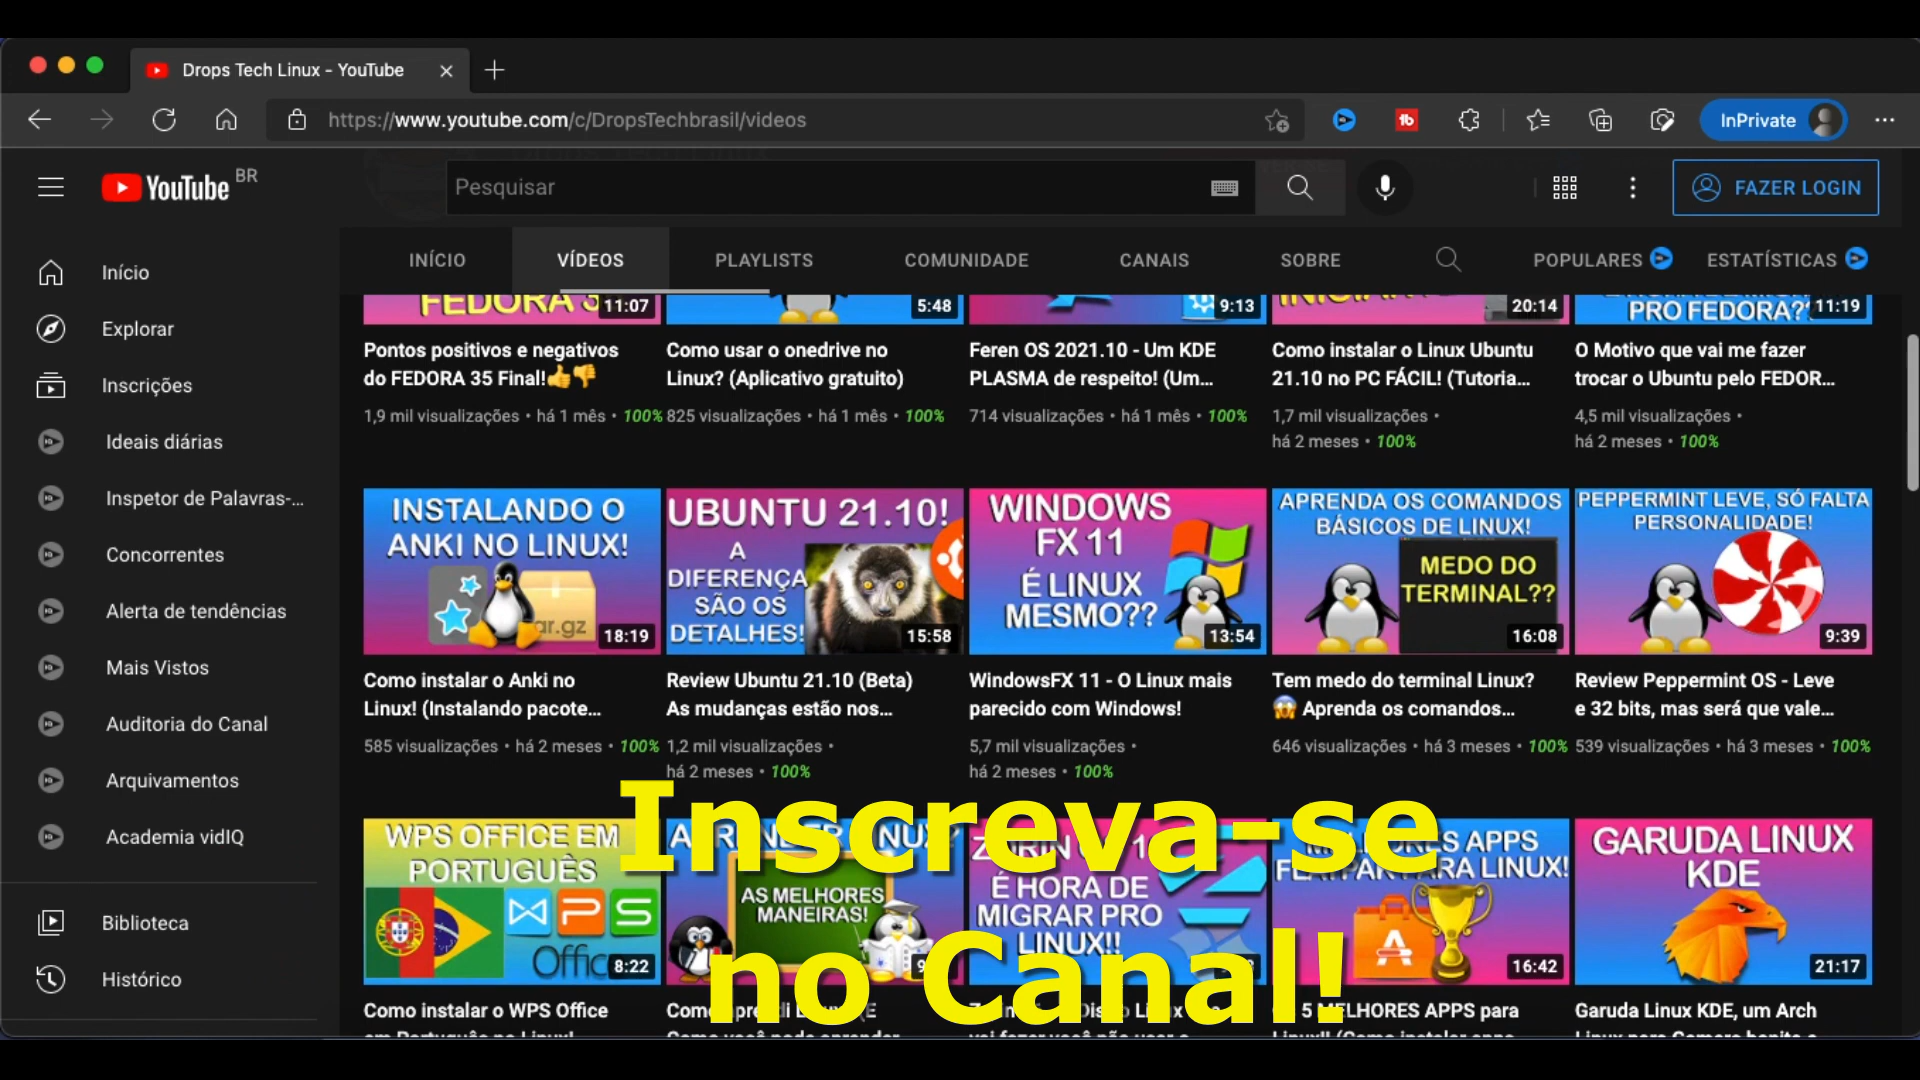 Drops Tech Linux - YouTube
https://www.youtube.com/c/DropsTechbrasil/videos
InPrivate
YouTube BR
Pesquisar
FAZER LOGIN
INÍCIO
VÍDEOS
PLAYLISTS
COMUNIDADE
CANAIS
SOBRE
POPULARES
ESTATÍSTICAS
Início
Explorar
Inscrições
Ideais diárias
Inspetor de Palavras-...
Concorrentes
Alerta de tendências
Mais Vistos
Auditoria do Canal
Arquivamentos
Academia vidIQ
Biblioteca
Histórico
FEDORA 3
11:07
Pontos positivos e negativos
do FEDORA 35 Final!👍👎
1,9 mil visualizações • há 1 mês • 100%
5:48
Como usar o onedrive no
Linux? (Aplicativo gratuito)
825 visualizações • há 1 mês • 100%
9:13
Feren OS 2021.10 - Um KDE
PLASMA de respeito! (Um...
714 visualizações • há 1 mês • 100%
20:14
Como instalar o Linux Ubuntu
21.10 no PC FÁCIL! (Tutoria...
1,7 mil visualizações •
há 2 meses • 100%
PRO FEDORA??
11:19
O Motivo que vai me fazer
trocar o Ubuntu pelo FEDOR...
4,5 mil visualizações •
há 2 meses • 100%
INSTALANDO O
ANKI NO LINUX!
ar.gz
18:19
Como instalar o Anki no
Linux! (Instalando pacote...
585 visualizações • há 2 meses • 100%
UBUNTU 21.10!
A
DIFERENÇA
SÃO OS
DETALHES!
15:58
Review Ubuntu 21.10 (Beta)
As mudanças estão nos...
1,2 mil visualizações •
há 2 meses • 100%
WINDOWS
FX 11
É LINUX
MESMO??
13:54
WindowsFX 11 - O Linux mais
parecido com Windows!
5,7 mil visualizações •
há 2 meses • 100%
APRENDA OS COMANDOS
BÁSICOS DE LINUX!
MEDO DO
TERMINAL??
16:08
Tem medo do terminal Linux?
😱 Aprenda os comandos...
646 visualizações • há 3 meses • 100%
PEPPERMINT LEVE, SÓ FALTA
PERSONALIDADE!
9:39
Review Peppermint OS - Leve
e 32 bits, mas será que vale...
539 visualizações • há 3 meses • 100%
Inscreva-se
no Canal!
WPS OFFICE EM
PORTUGUÊS
WPS
Offic
8:22
Como instalar o WPS Office
em Português no Linux!
AS MELHORES
MANEIRAS!
É HORA DE
MIGRAR PRO
LINUX!!
APPS
PARA LINUX!
16:42
5 MELHORES APPS para
GARUDA LINUX
KDE
21:17
Garuda Linux KDE, um Arch